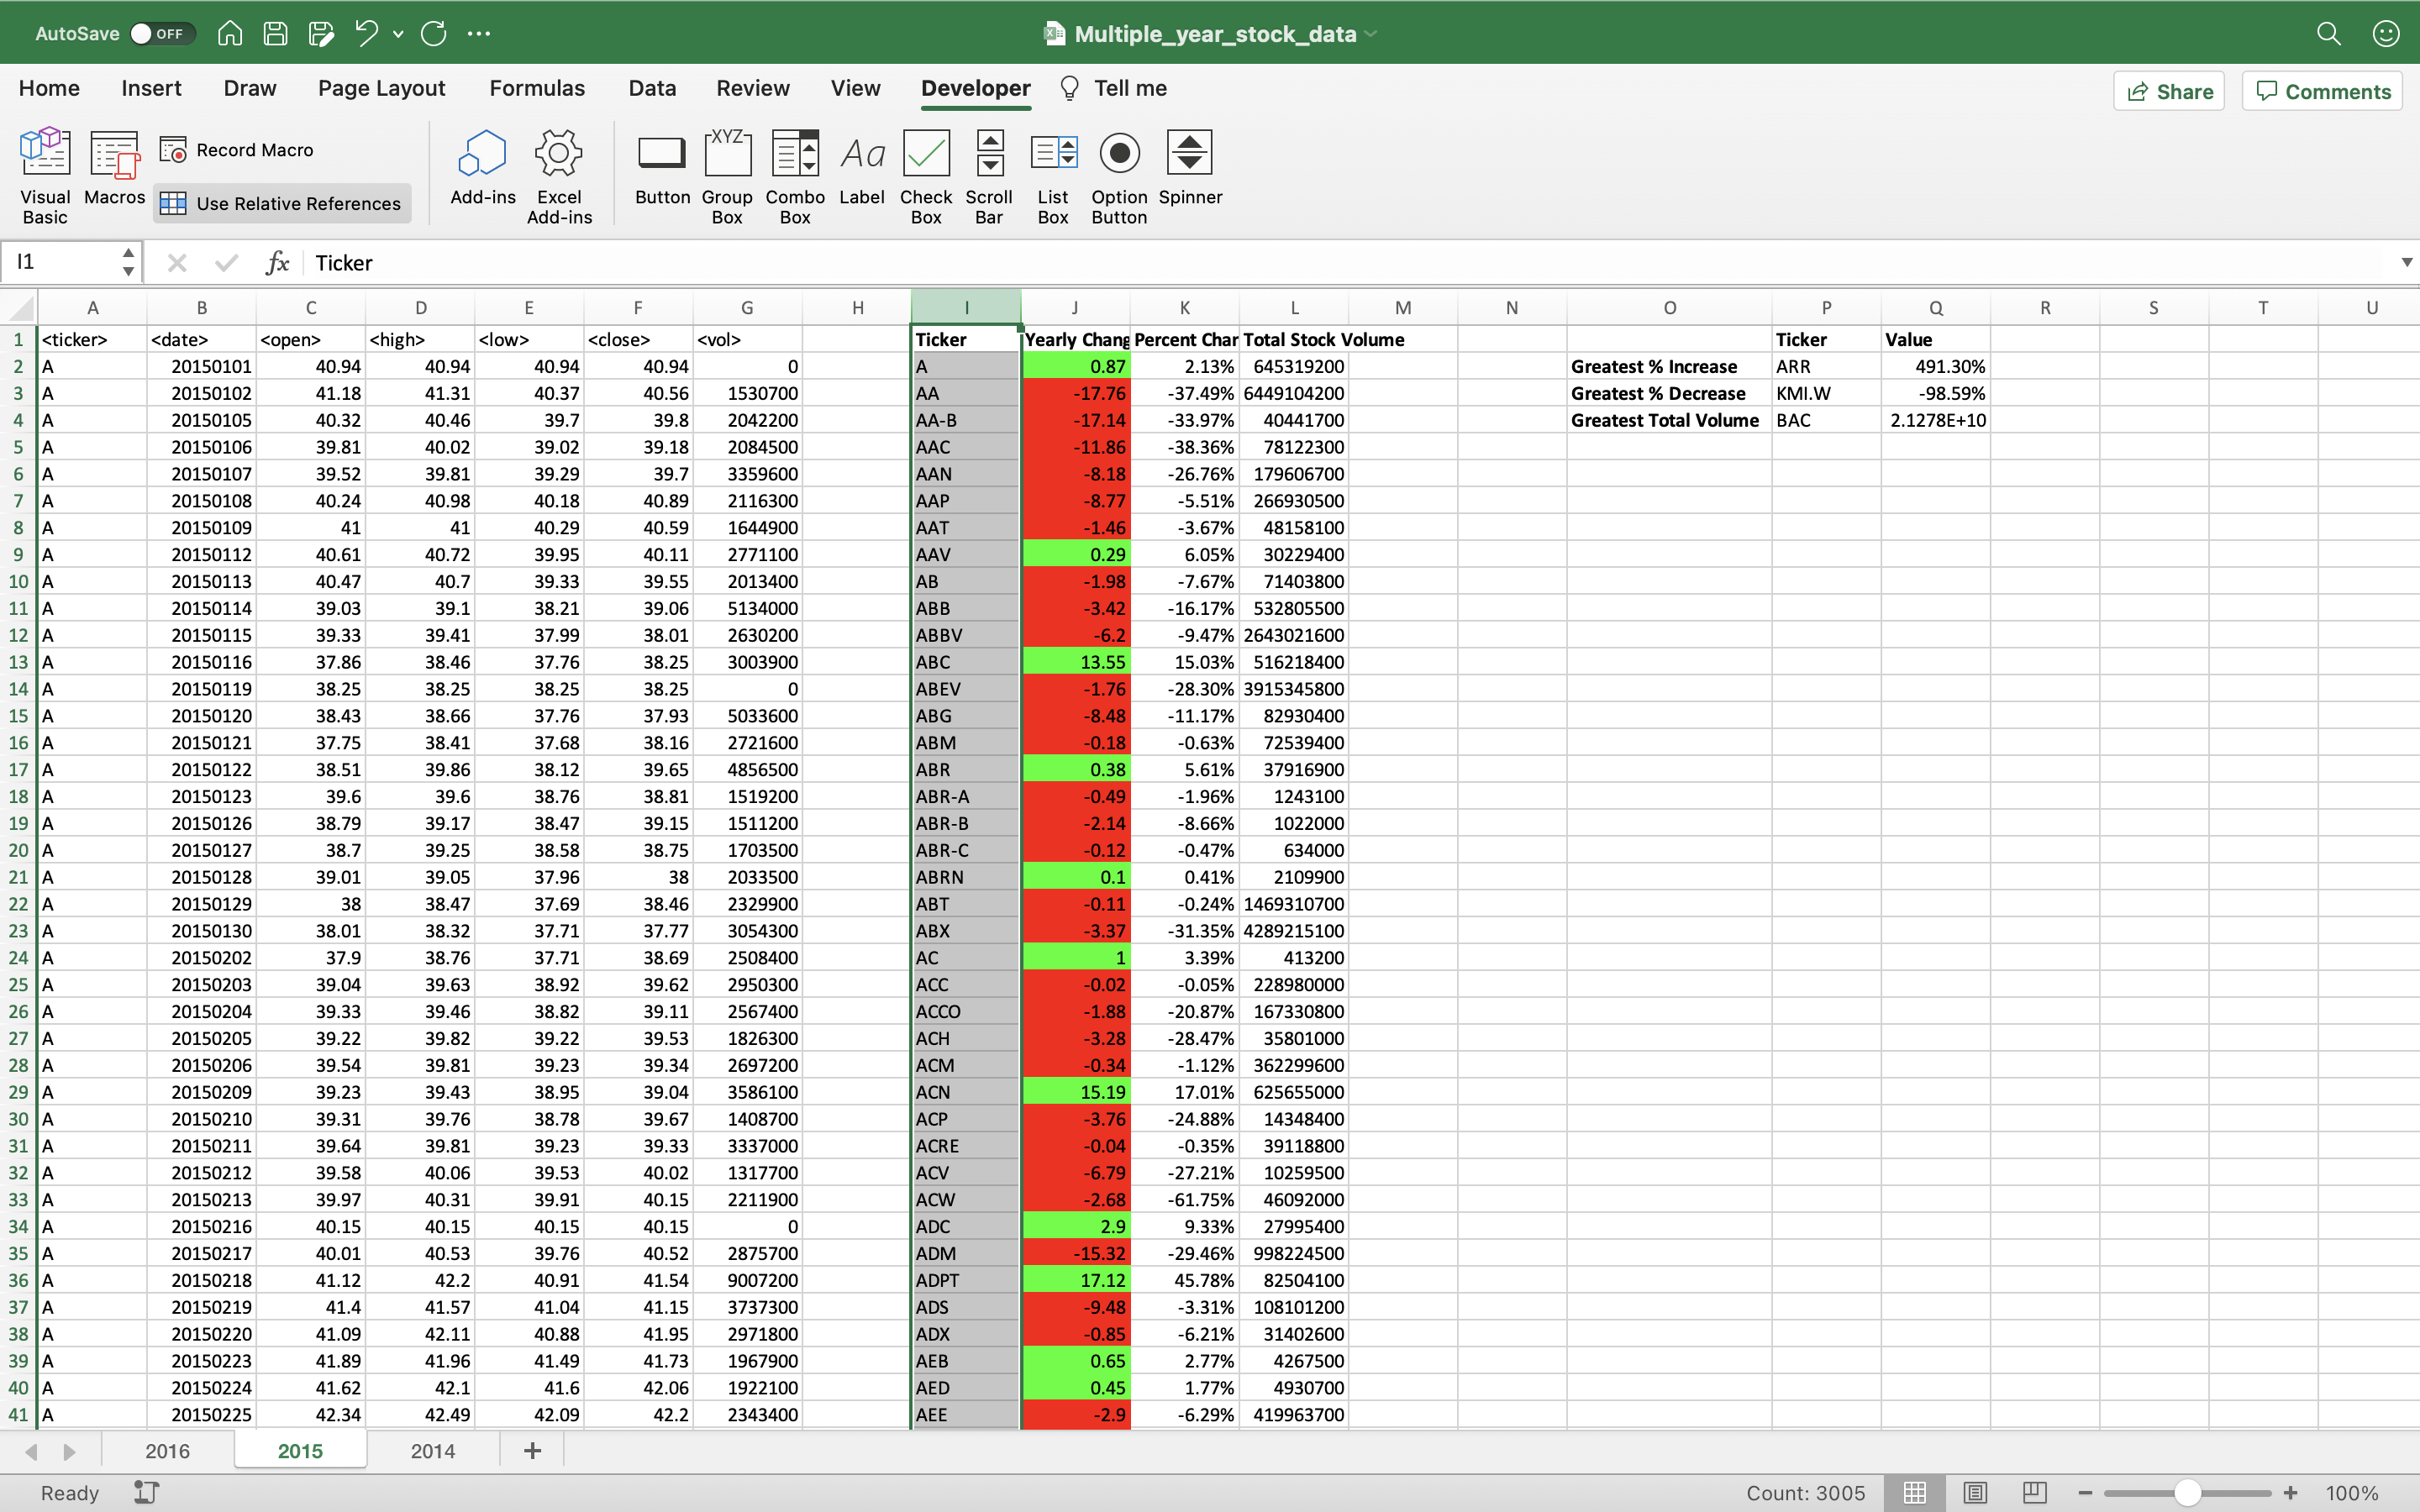 AutoSave OFF Multiple_year_stock_data
Home Insert Draw Page Layout Formulas Data Review View Developer Tell me Share Comments
Visual Basic Macros Record Macro Use Relative References Add-ins Excel Add-ins Button Group Box Combo Box Label Check Box Scroll Bar List Box Option Button Spinner
XYZ Aa
I1 fx Ticker
A B C D E F G H I J K L M N O P Q R S T U
1 <ticker> <date> <open> <high> <low> <close> <vol> Ticker Yearly Chang Percent Char Total Stock Volume Ticker Value
2 A 20150101 40.94 40.94 40.94 40.94 0 A 0.87 2.13% 645319200 Greatest % Increase ARR 491.30%
3 A 20150102 41.18 41.31 40.37 40.56 1530700 AA -17.76 -37.49% 6449104200 Greatest % Decrease KMI.W -98.59%
4 A 20150105 40.32 40.46 39.7 39.8 2042200 AA-B -17.14 -33.97% 40441700 Greatest Total Volume BAC 2.1278E+10
5 A 20150106 39.81 40.02 39.02 39.18 2084500 AAC -11.86 -38.36% 78122300
6 A 20150107 39.52 39.81 39.29 39.7 3359600 AAN -8.18 -26.76% 179606700
7 A 20150108 40.24 40.98 40.18 40.89 2116300 AAP -8.77 -5.51% 266930500
8 A 20150109 41 41 40.29 40.59 1644900 AAT -1.46 -3.67% 48158100
9 A 20150112 40.61 40.72 39.95 40.11 2771100 AAV 0.29 6.05% 30229400
10 A 20150113 40.47 40.7 39.33 39.55 2013400 AB -1.98 -7.67% 71403800
11 A 20150114 39.03 39.1 38.21 39.06 5134000 ABB -3.42 -16.17% 532805500
12 A 20150115 39.33 39.41 37.99 38.01 2630200 ABBV -6.2 -9.47% 2643021600
13 A 20150116 37.86 38.46 37.76 38.25 3003900 ABC 13.55 15.03% 516218400
14 A 20150119 38.25 38.25 38.25 38.25 0 ABEV -1.76 -28.30% 3915345800
15 A 20150120 38.43 38.66 37.76 37.93 5033600 ABG -8.48 -11.17% 82930400
16 A 20150121 37.75 38.41 37.68 38.16 2721600 ABM -0.18 -0.63% 72539400
17 A 20150122 38.51 39.86 38.12 39.65 4856500 ABR 0.38 5.61% 37916900
18 A 20150123 39.6 39.6 38.76 38.81 1519200 ABR-A -0.49 -1.96% 1243100
19 A 20150126 38.79 39.17 38.47 39.15 1511200 ABR-B -2.14 -8.66% 1022000
20 A 20150127 38.7 39.25 38.58 38.75 1703500 ABR-C -0.12 -0.47% 634000
21 A 20150128 39.01 39.05 37.96 38 2033500 ABRN 0.1 0.41% 2109900
22 A 20150129 38 38.47 37.69 38.46 2329900 ABT -0.11 -0.24% 1469310700
23 A 20150130 38.01 38.32 37.71 37.77 3054300 ABX -3.37 -31.35% 4289215100
24 A 20150202 37.9 38.76 37.71 38.69 2508400 AC 1 3.39% 413200
25 A 20150203 39.04 39.63 38.92 39.62 2950300 ACC -0.02 -0.05% 228980000
26 A 20150204 39.33 39.46 38.82 39.11 2567400 ACCO -1.88 -20.87% 167330800
27 A 20150205 39.22 39.82 39.22 39.53 1826300 ACH -3.28 -28.47% 35801000
28 A 20150206 39.54 39.81 39.23 39.34 2697200 ACM -0.34 -1.12% 362299600
29 A 20150209 39.23 39.43 38.95 39.04 3586100 ACN 15.19 17.01% 625655000
30 A 20150210 39.31 39.76 38.78 39.67 1408700 ACP -3.76 -24.88% 14348400
31 A 20150211 39.64 39.81 39.23 39.33 3337000 ACRE -0.04 -0.35% 39118800
32 A 20150212 39.58 40.06 39.53 40.02 1317700 ACV -6.79 -27.21% 10259500
33 A 20150213 39.97 40.31 39.91 40.15 2211900 ACW -2.68 -61.75% 46092000
34 A 20150216 40.15 40.15 40.15 40.15 0 ADC 2.9 9.33% 27995400
35 A 20150217 40.01 40.53 39.76 40.52 2875700 ADM -15.32 -29.46% 998224500
36 A 20150218 41.12 42.2 40.91 41.54 9007200 ADPT 17.12 45.78% 82504100
37 A 20150219 41.4 41.57 41.04 41.15 3737300 ADS -9.48 -3.31% 108101200
38 A 20150220 41.09 42.11 40.88 41.95 2971800 ADX -0.85 -6.21% 31402600
39 A 20150223 41.89 41.96 41.49 41.73 1967900 AEB 0.65 2.77% 4267500
40 A 20150224 41.62 42.1 41.6 42.06 1922100 AED 0.45 1.77% 4930700
41 A 20150225 42.34 42.49 42.09 42.2 2343400 AEE -2.9 -6.29% 419963700
2016 2015 2014 +
Ready Count: 3005 100%